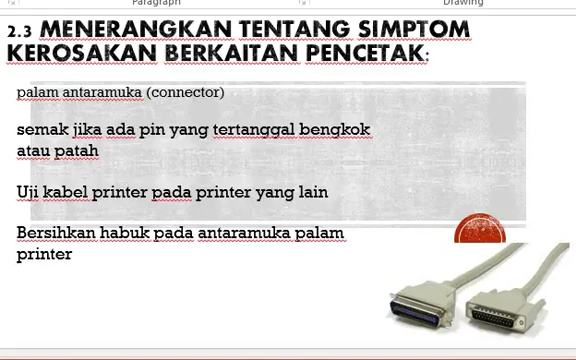 Paragraph
Drawing
2.3 MENERANGKAN TENTANG SIMPTOM
KEROSAKAN BERKAITAN PENCETAK:
palam antaramuka (connector)
semak jika ada pin yang tertanggal bengkok
atau patah
Uji kabel printer pada printer yang lain
Bersihkan habuk pada antaramuka palam
printer